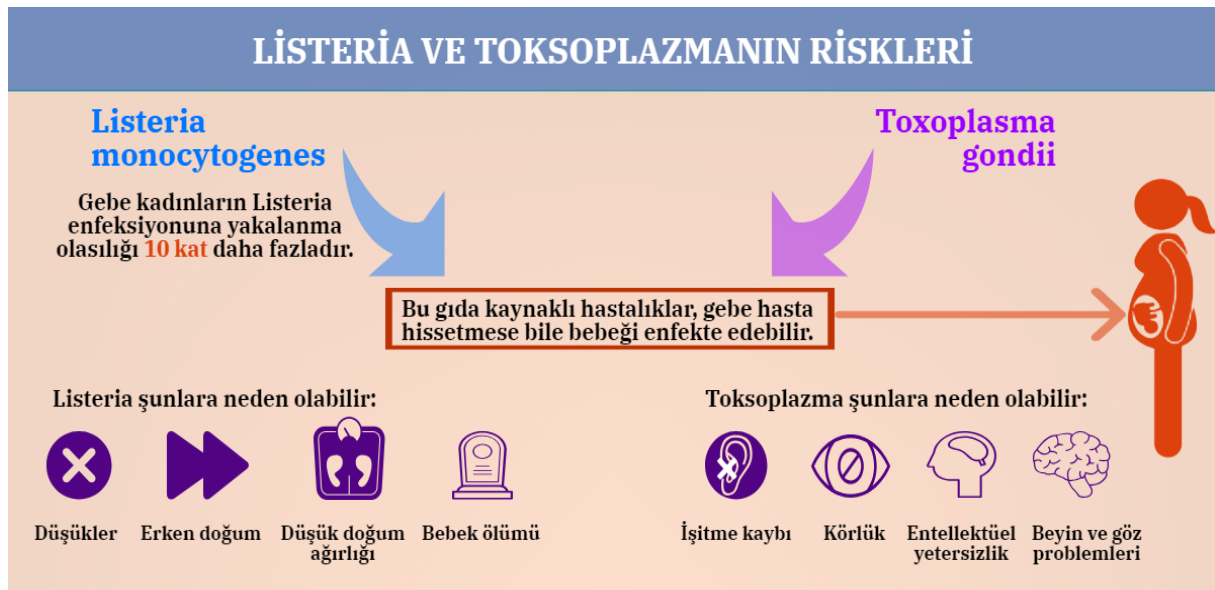 LİSTERİA VE TOKSOPLAZMANIN RİSKLERİ
Listeria
monocytogenes
Gebe kadınların Listeria
enfeksiyonuna yakalanma
olasılığı 10 kat daha fazladır.
Toxoplasma
gondii
Bu gıda kaynaklı hastalıklar, gebe hasta
hissetmese bile bebeği enfekte edebilir.
Listeria şunlara neden olabilir:
Düşükler
Erken doğum
Düşük doğum
ağırlığı
Bebek ölümü
Toksoplazma şunlara neden olabilir:
İşitme kaybı
Körlük
Entellektüel
yetersizlik
Beyin ve göz
problemleri